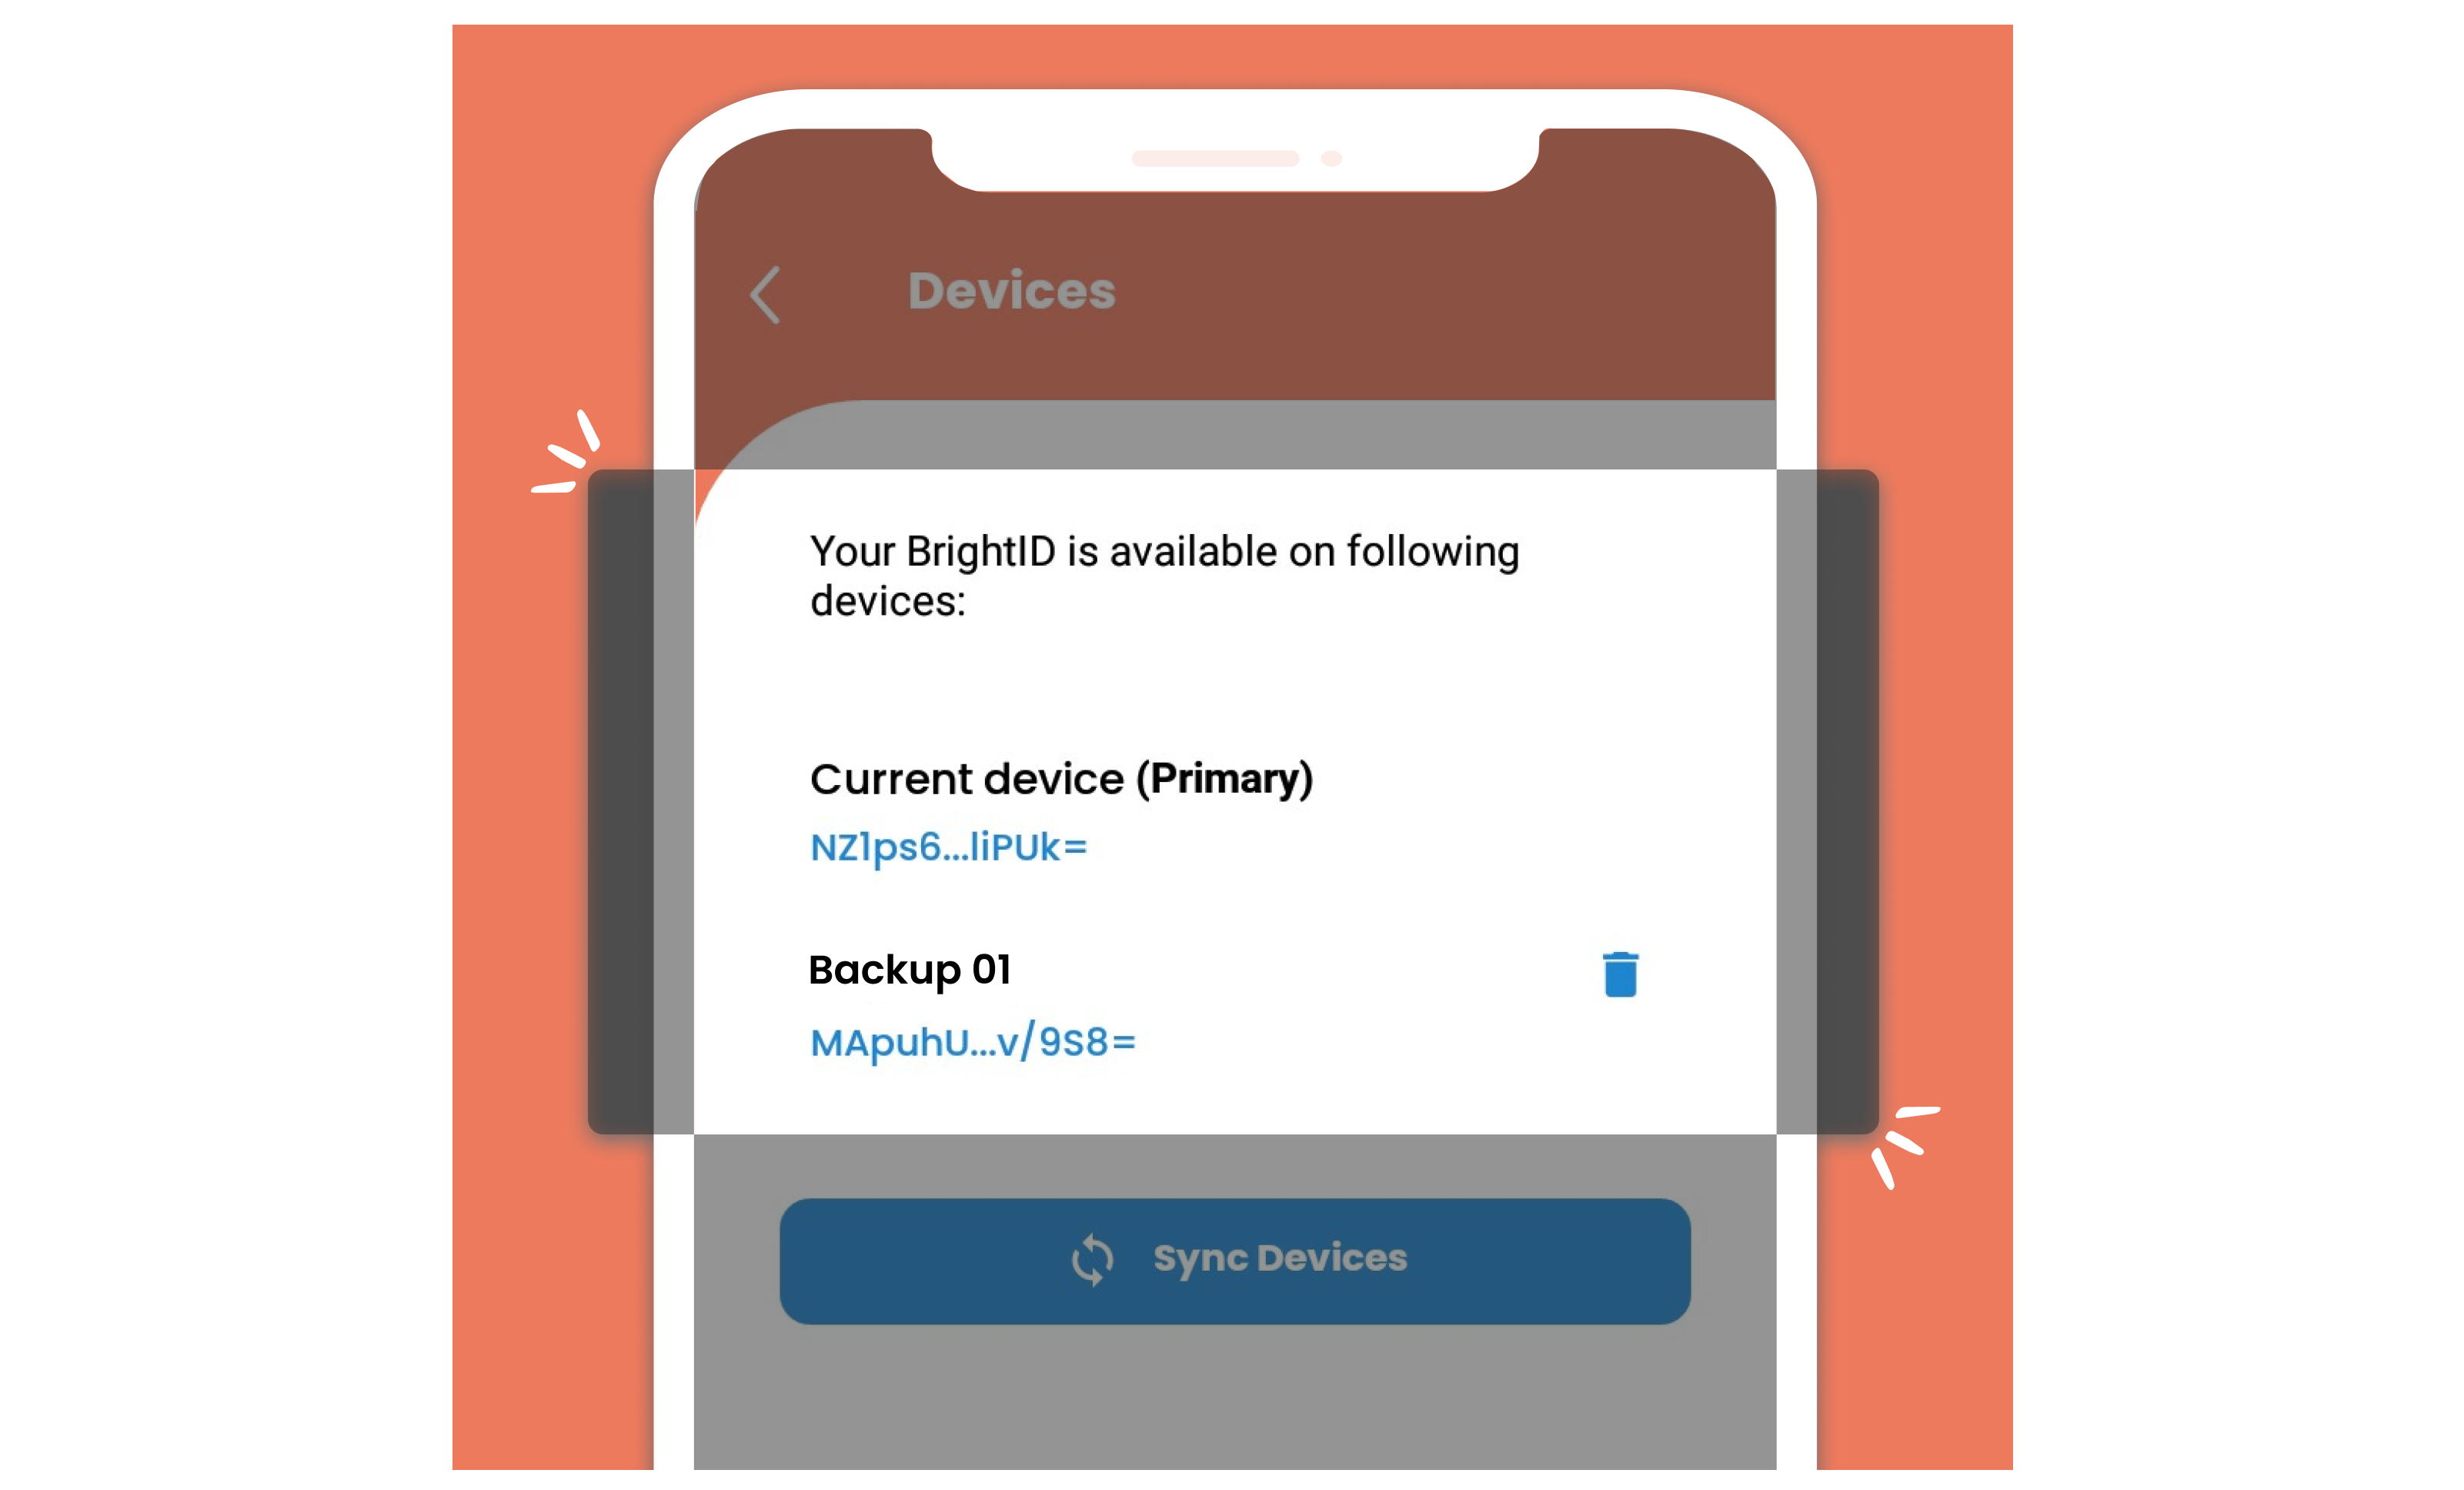 Devices
Your BrightID is available on following
devices:
Current device (Primary)
NZ1ps6...liPUk=
Backup 01
MApuhU...v/9S8=
Sync Devices